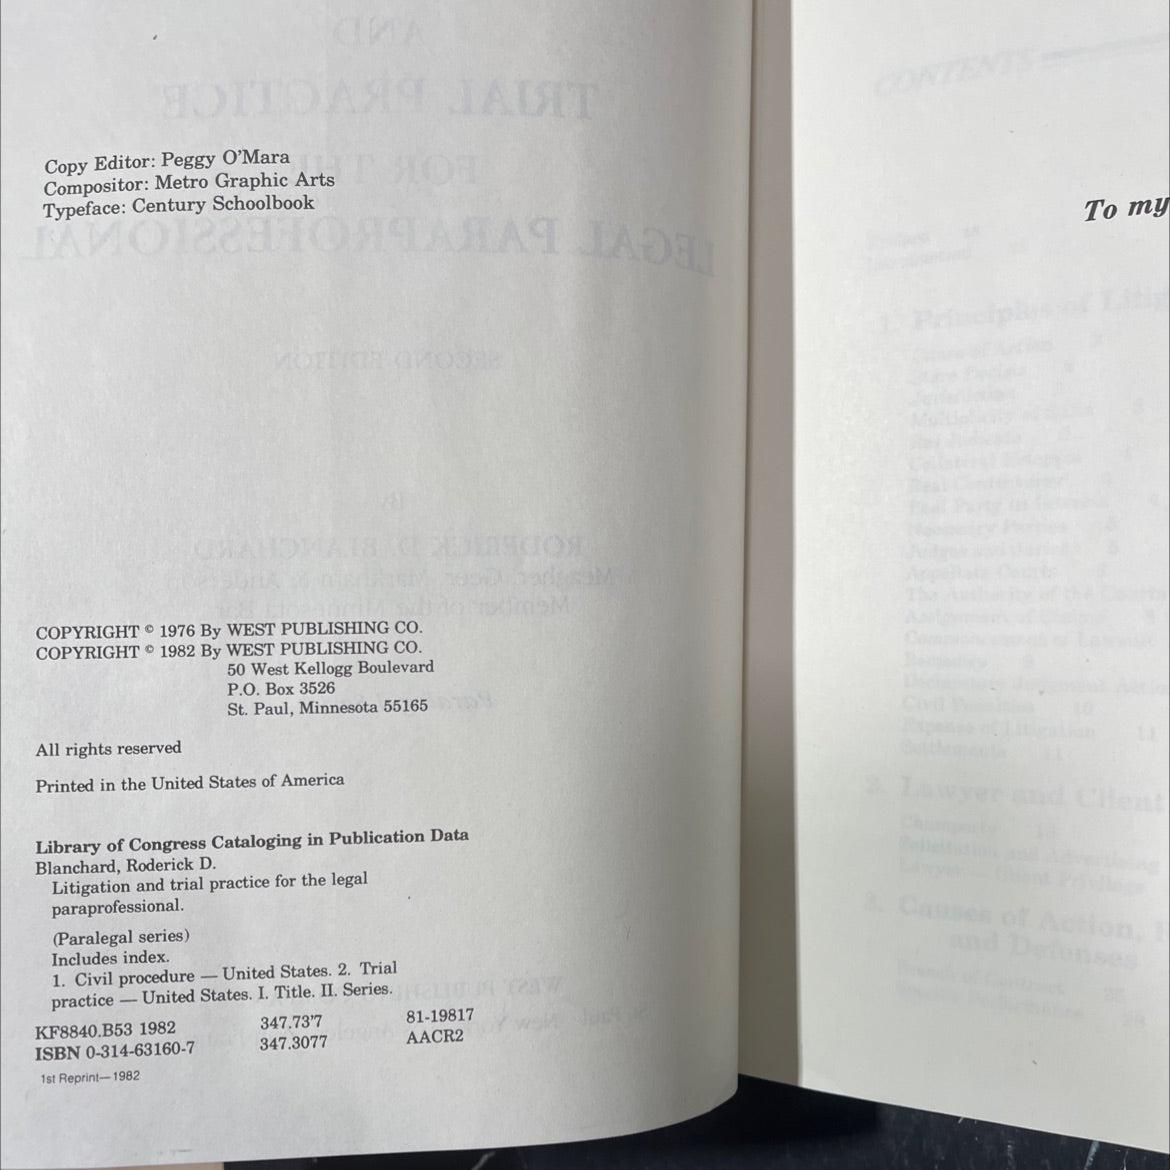 Copy Editor: Peggy O'Mara
Compositor: Metro Graphic Arts
Typeface: Century Schoolbook
COPYRIGHT © 1976 By WEST PUBLISHING CO.
COPYRIGHT © 1982 By WEST PUBLISHING CO.
50 West Kellogg Boulevard
P.O. Box 3526
St. Paul, Minnesota 55165
All rights reserved
Printed in the United States of America
Library of Congress Cataloging in Publication Data
Blanchard, Roderick D.
Litigation and trial practice for the legal
paraprofessional.
(Paralegal series)
Includes index.
1. Civil procedure — United States. 2. Trial
practice — United States. I. Title. II. Series.
KF8840.B53 1982 347.73'7 81-19817
ISBN 0-314-63160-7 347.3077 AACR2
1st Reprint—1982
To my